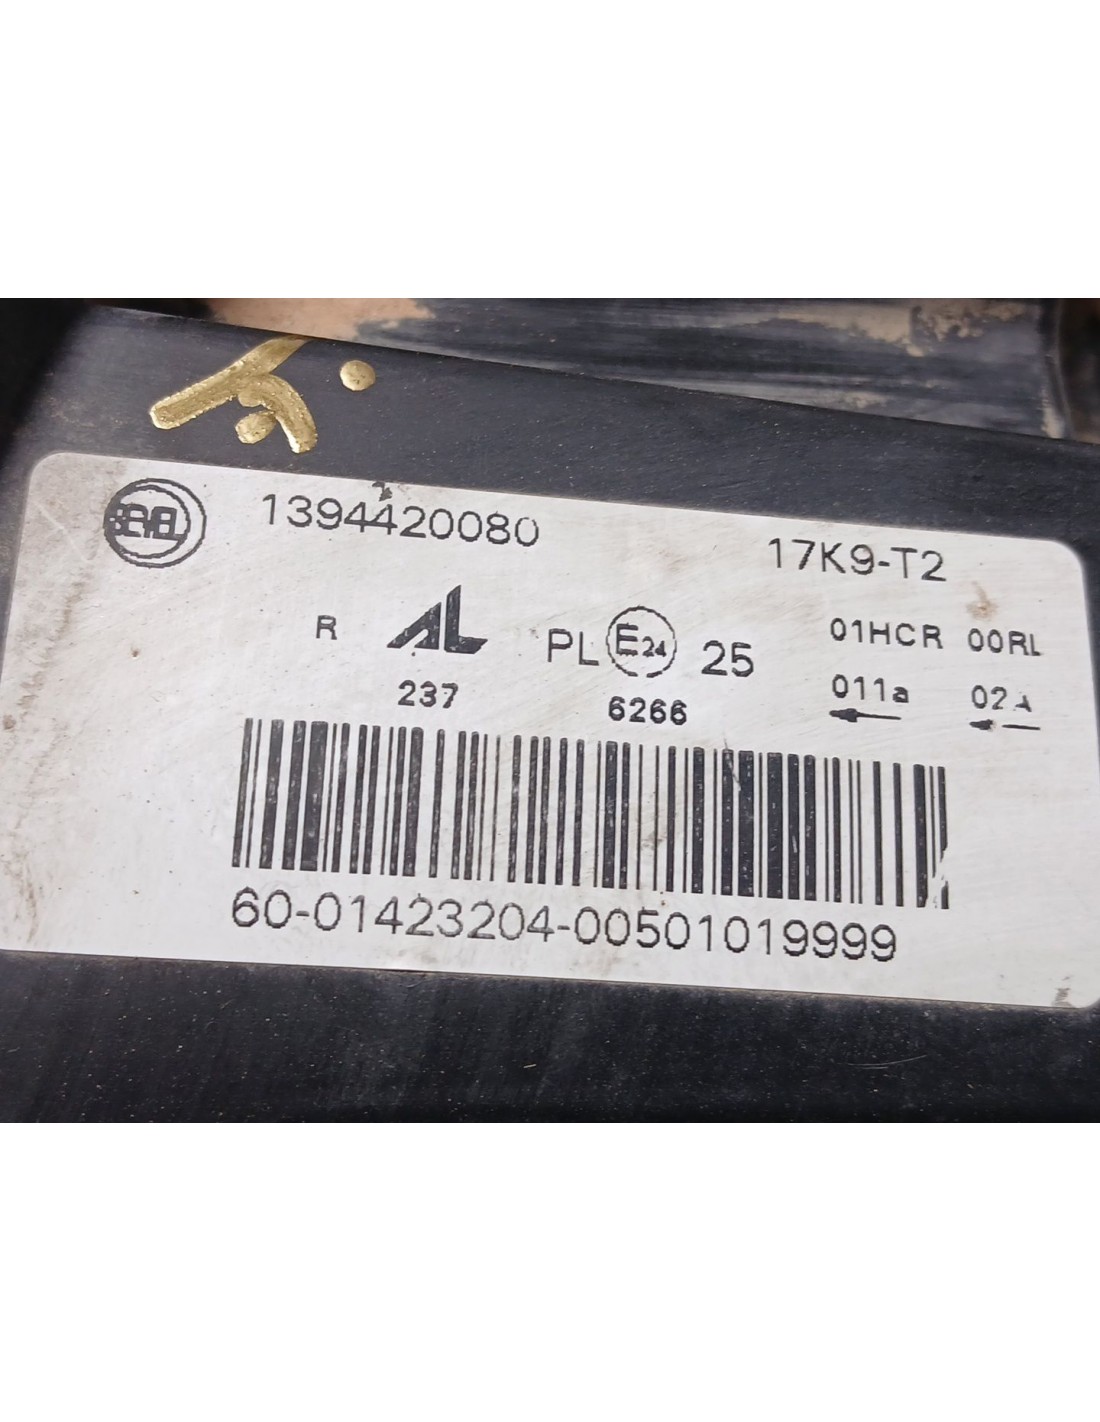 SEVEL 1394420080
17K9-T2
R AL PL E24 25
237 6266
01HCR 00RL
011a 02A
60-01423204-00501019999